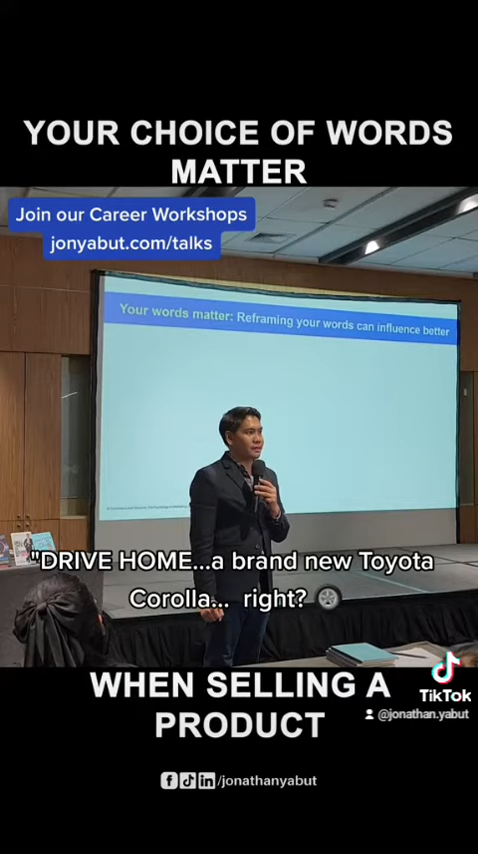 YOUR CHOICE OF WORDS
MATTER
Join our Career Workshops
jonyabut.com/talks
Your words matter: Reframing your words can influence better
"DRIVE HOME...a brand new Toyota
Corolla... right?
WHEN SELLING A
PRODUCT
TikTok
@jonathan.yabut
/jonathanyabut